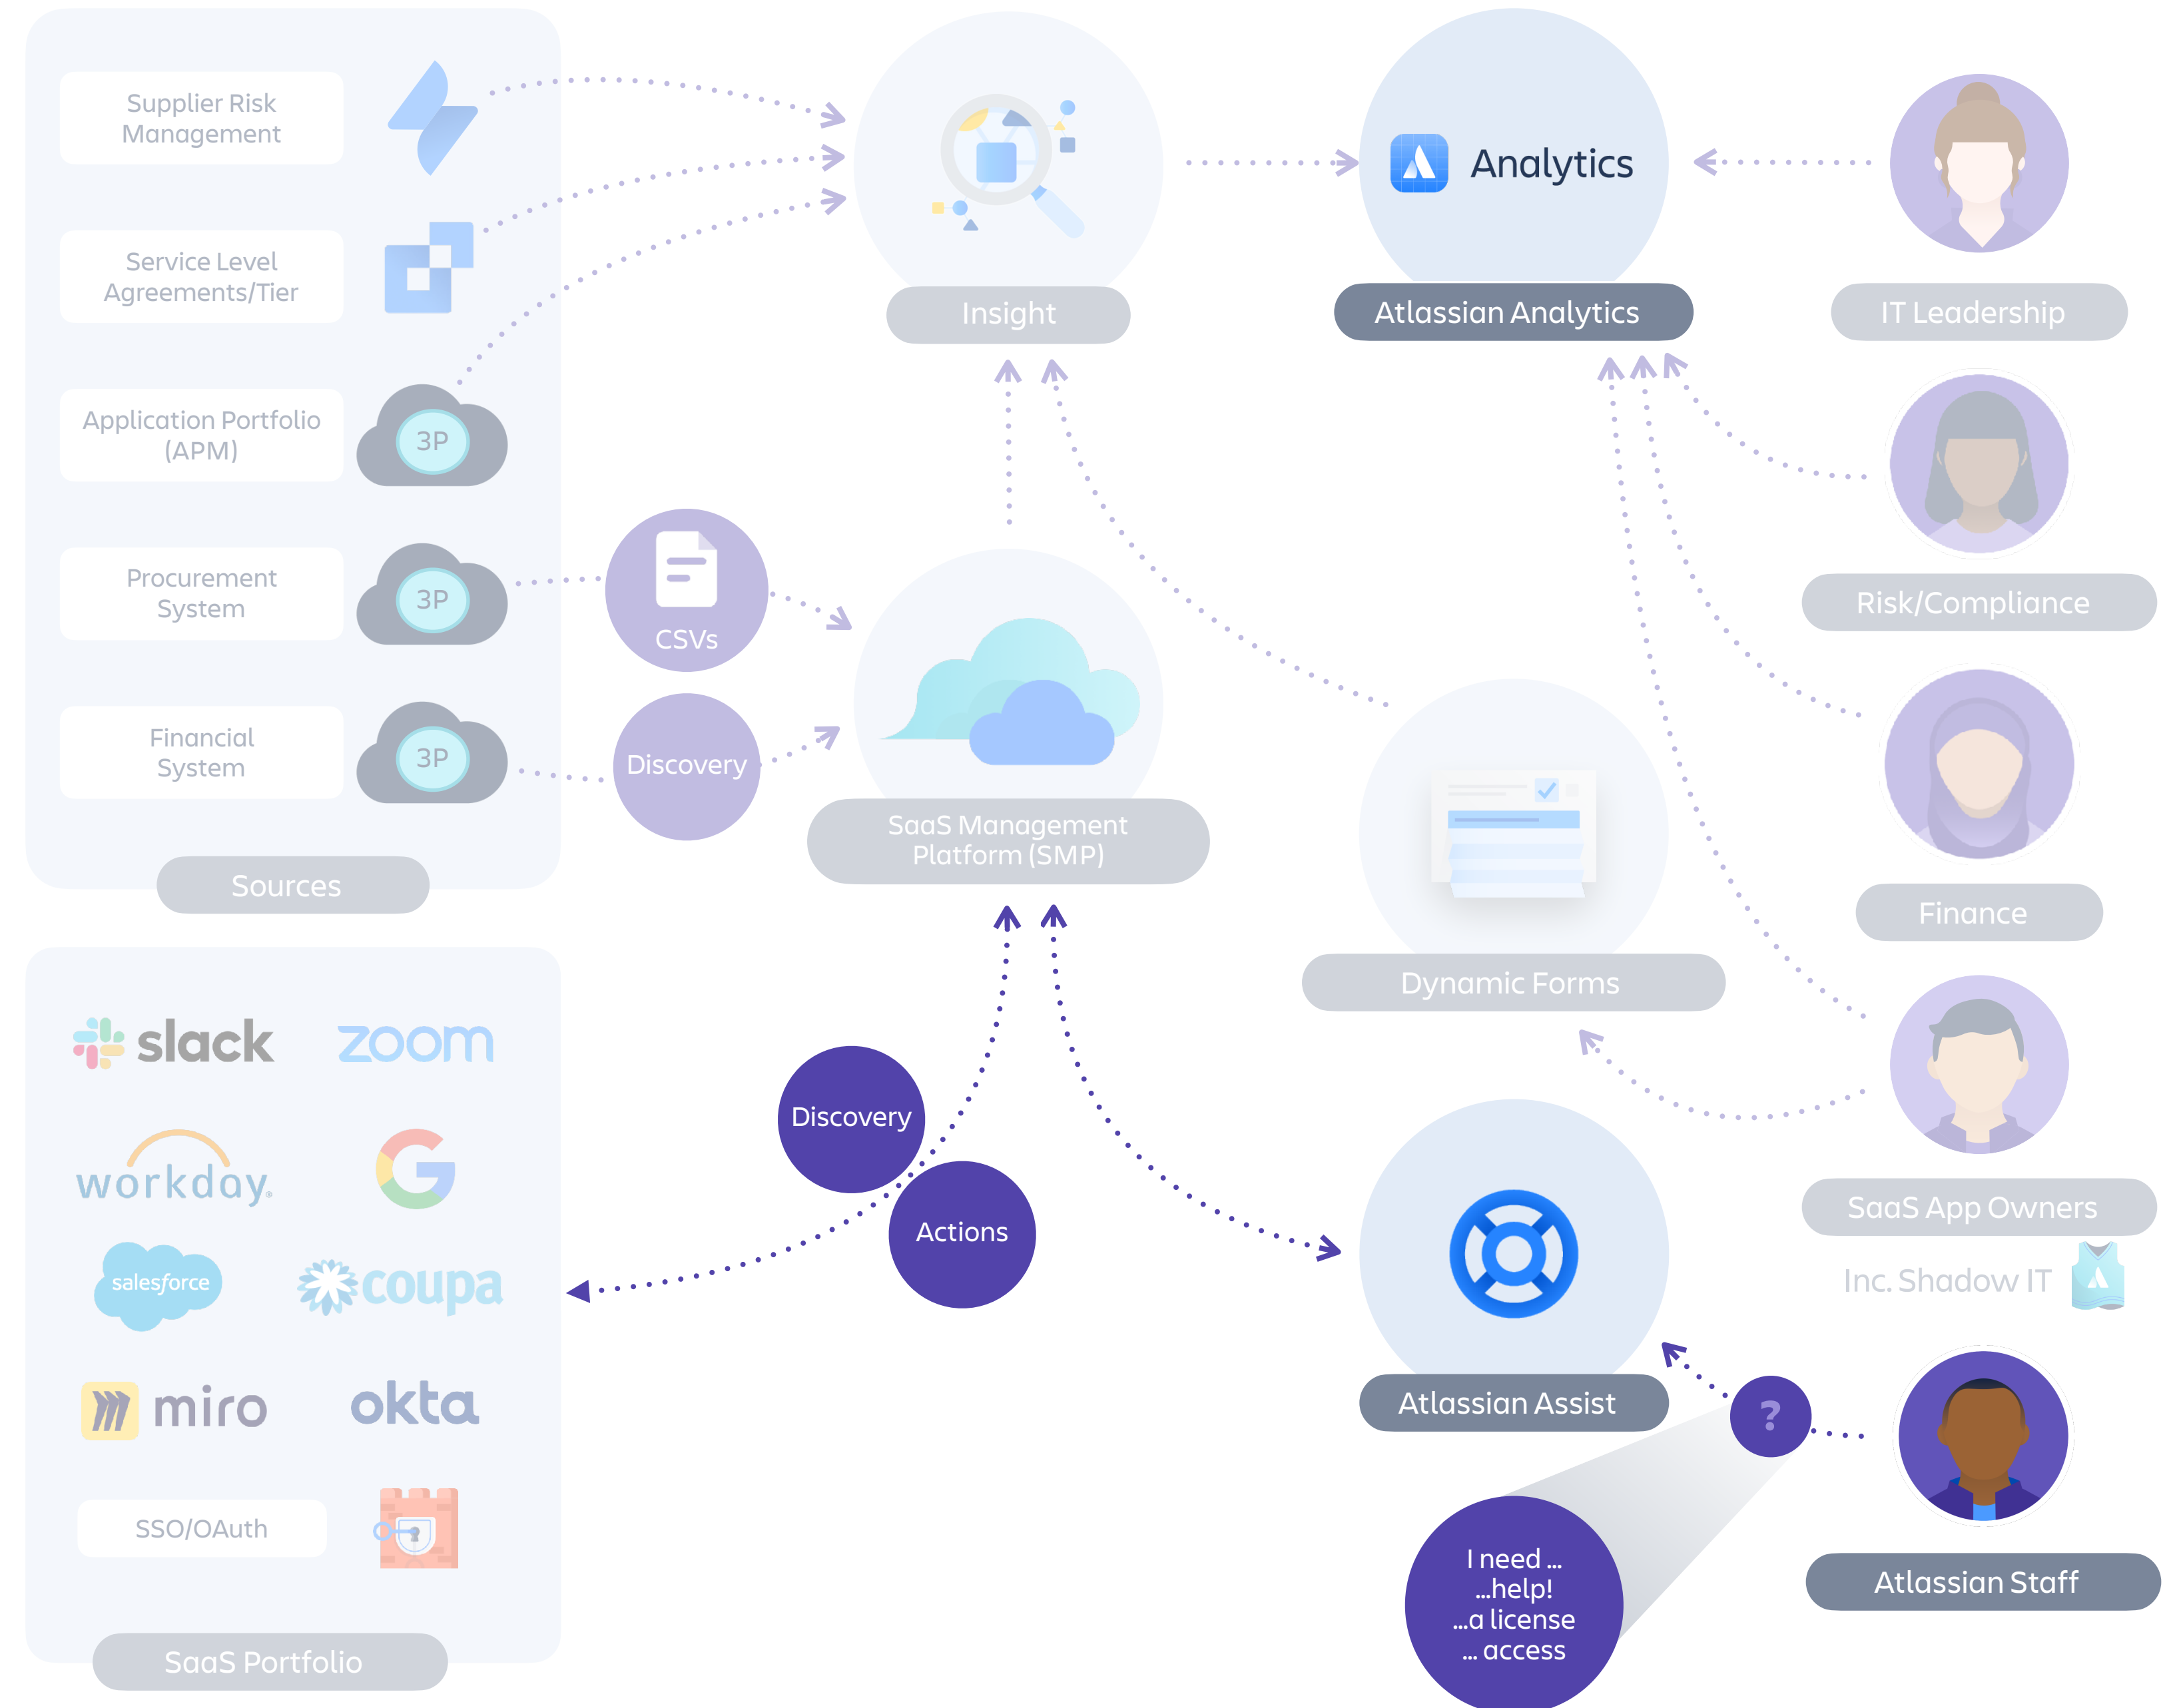 Supplier Risk
Management
Service Level
Agreements/Tier
Application Portfolio
(APM)
3P
Procurement
System
3P
Financial
System
3P
Sources
CSVs
Discovery
Insight
SaaS Management
Platform (SMP)
Analytics
Atlassian Analytics
IT Leadership
Risk/Compliance
Finance
Dynamic Forms
SaaS App Owners
Inc. Shadow IT
slack
zoom
workday®
G
salesforce
coupa
miro
okta
SSO/OAuth
SaaS Portfolio
Discovery
Actions
Atlassian Assist
?
I need ...
...help!
...a license
... access
Atlassian Staff